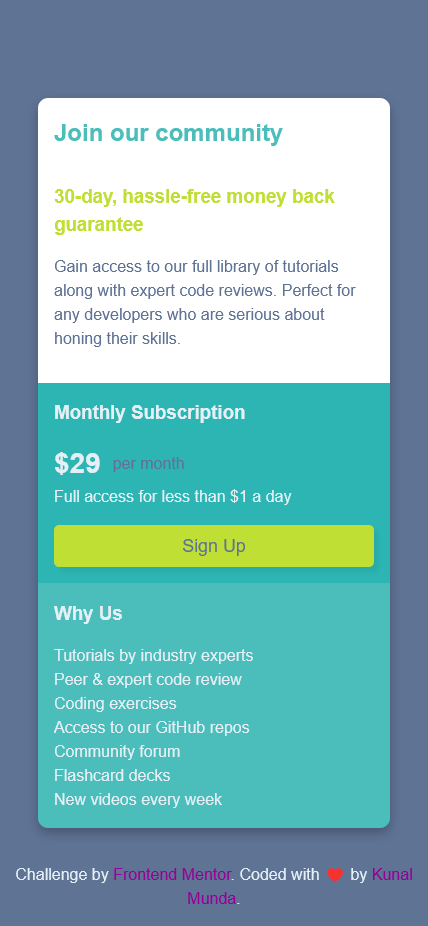 Join our community
30-day, hassle-free money back
guarantee
Gain access to our full library of tutorials
along with expert code reviews. Perfect for
any developers who are serious about
honing their skills.
Monthly Subscription
$29 per month
Full access for less than $1 a day
Sign Up
Why Us
Tutorials by industry experts
Peer & expert code review
Coding exercises
Access to our GitHub repos
Community forum
Flashcard decks
New videos every week
Challenge by Frontend Mentor. Coded with ❤️ by Kunal
Munda.